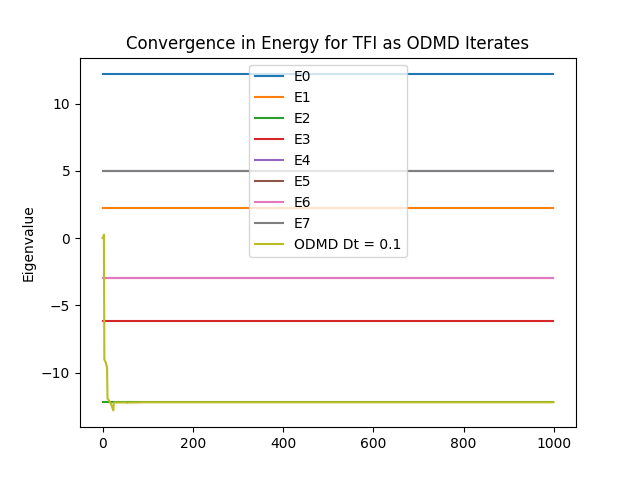 Convergence in Energy for TFI as ODMD Iterates
Eigenvalue
10
5
0
−5
−10
E0
E1
E2
E3
E4
E5
E6
E7
ODMD Dt = 0.1
0 200 400 600 800 1000